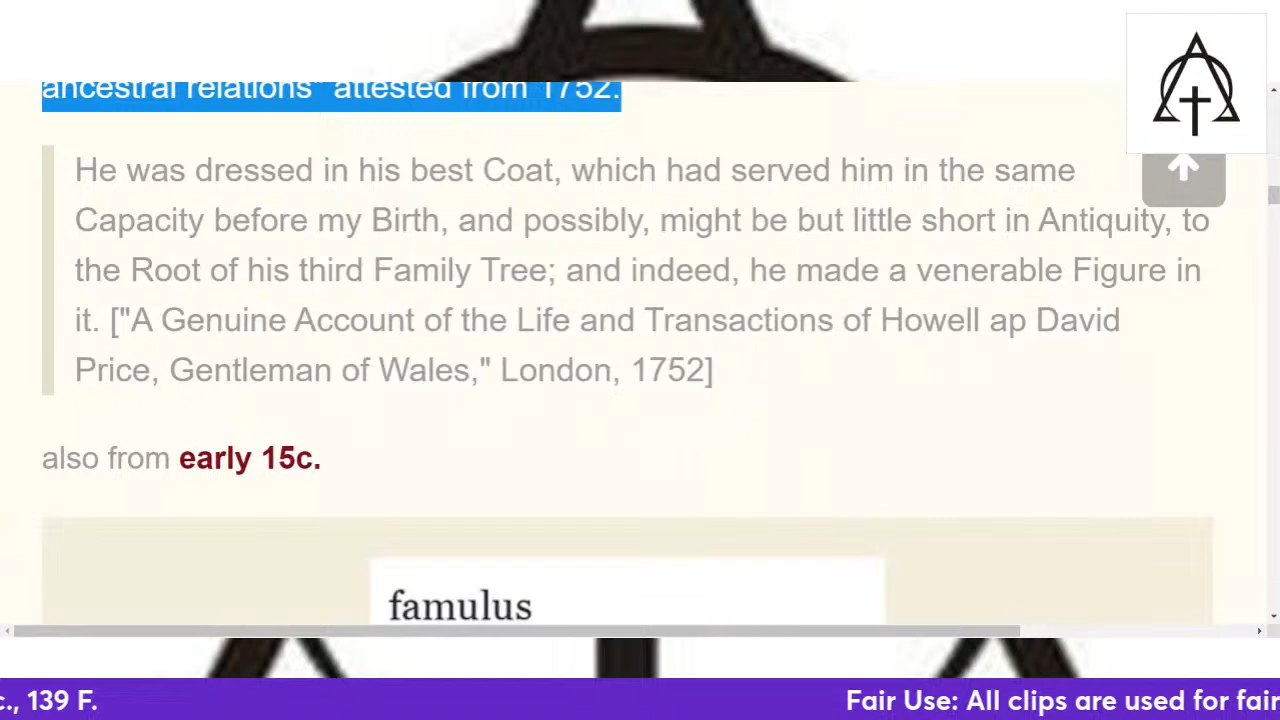 ancestral relations" attested from 1752.
He was dressed in his best Coat, which had served him in the same
Capacity before my Birth, and possibly, might be but little short in Antiquity, to
the Root of his third Family Tree; and indeed, he made a venerable Figure in
it. ["A Genuine Account of the Life and Transactions of Howell ap David
Price, Gentleman of Wales," London, 1752]
also from early 15c.
famulus
c., 139 F.
Fair Use: All clips are used for fair